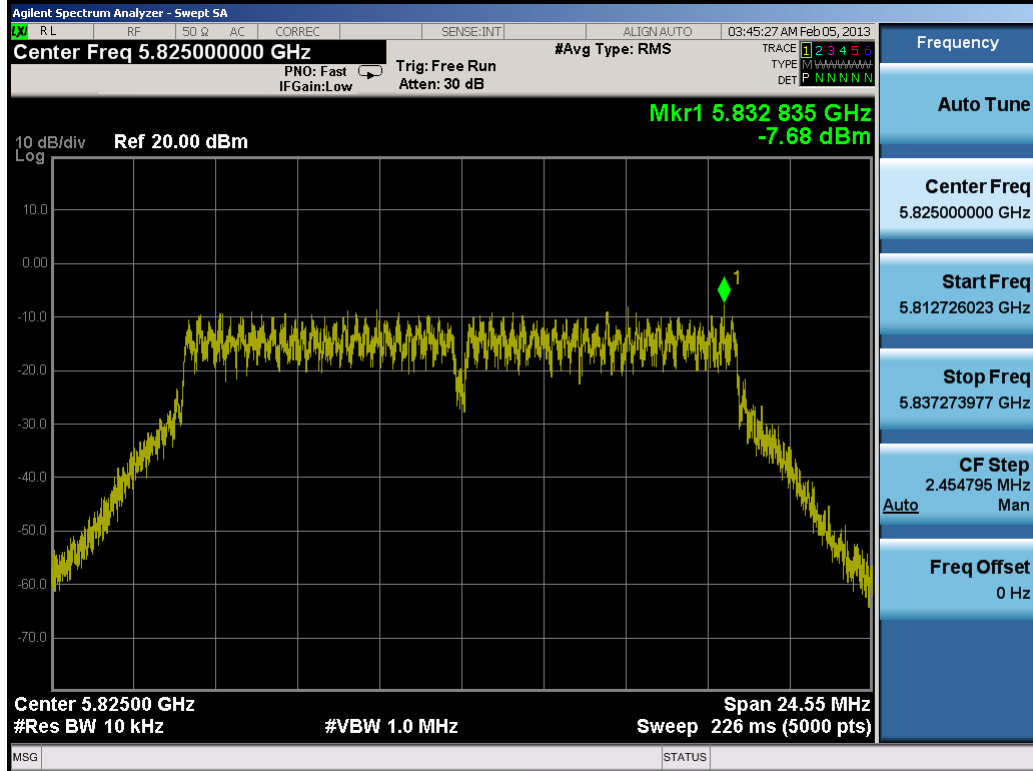 Agilent Spectrum Analyzer - Swept SA
LXI RL RF 50 Ω AC CORREC SENSE:INT ALIGN AUTO 03:45:27 AM Feb 05, 2013
Center Freq 5.825000000 GHz
PNO: Fast
IFGain:Low
Trig: Free Run
Atten: 30 dB
#Avg Type: RMS
TRACE 1 2 3 4 5 6
TYPE M WWWWW
DET P N N N N N
Mkr1 5.832 835 GHz
-7.68 dBm
10 dB/div Ref 20.00 dBm
Log
10.0
0.00
-10.0
-20.0
-30.0
-40.0
-50.0
-60.0
-70.0
1
Center 5.82500 GHz Span 24.55 MHz
#Res BW 10 kHz #VBW 1.0 MHz Sweep 226 ms (5000 pts)
MSG STATUS
Frequency
Auto Tune
Center Freq
5.825000000 GHz
Start Freq
5.812726023 GHz
Stop Freq
5.837273977 GHz
CF Step
2.454795 MHz
Auto Man
Freq Offset
0 Hz